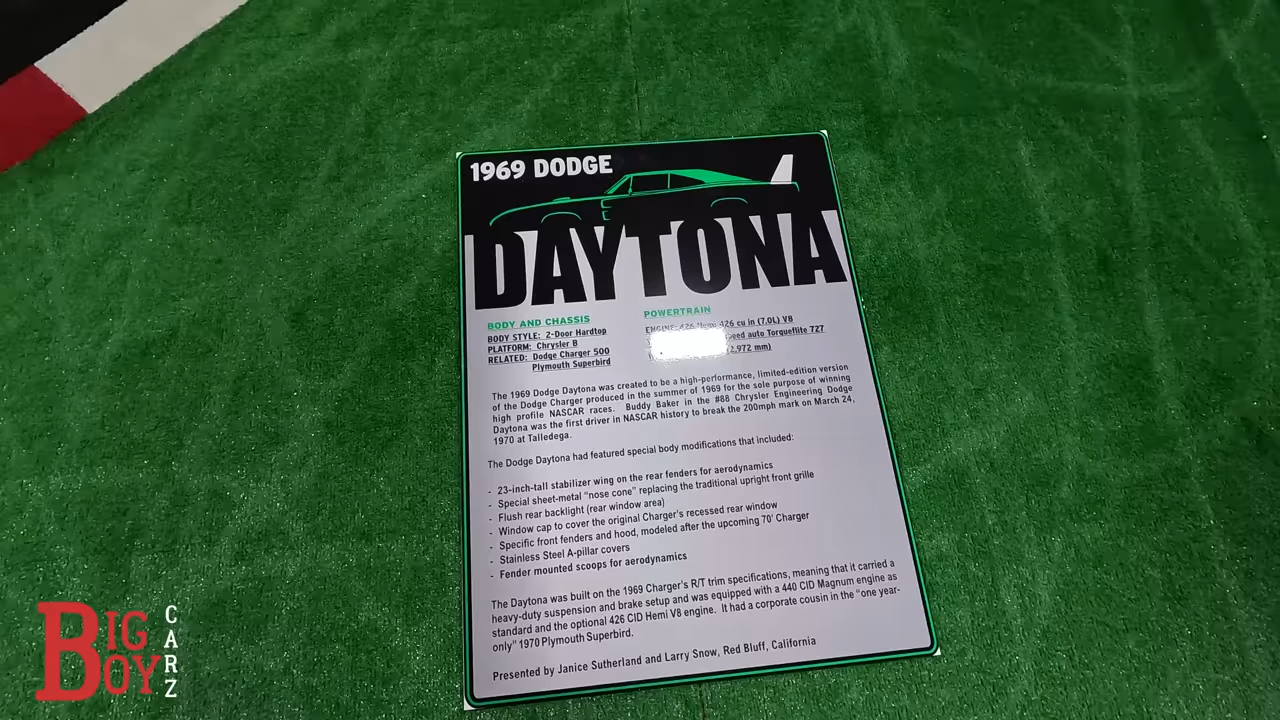 1969 DODGE
DAYTONA
BODY AND CHASSIS
BODY STYLE: 2-Door Hardtop
PLATFORM: Chrysler B
RELATED: Dodge Charger 500
Plymouth Superbird
POWERTRAIN
ENGINE: 426 Hemi 426 cu in (7.0L) V8
auto Torqueflite 727
(2,972 mm)
The 1969 Dodge Daytona was created to be a high-performance, limited-edition version
of the Dodge Charger produced in the summer of 1969 for the sole purpose of winning
high profile NASCAR races. Buddy Baker in the #88 Chrysler Engineering Dodge
Daytona was the first driver in NASCAR history to break the 200mph mark on March 24,
1970 at Talledega.
The Dodge Daytona had featured special body modifications that included:
- 23-inch-tall stabilizer wing on the rear fenders for aerodynamics
- Special sheet-metal "nose cone" replacing the traditional upright front grille
- Flush rear backlight (rear window area)
- Window cap to cover the original Charger's recessed rear window
- Specific front fenders and hood, modeled after the upcoming 70' Charger
- Stainless Steel A-pillar covers
- Fender mounted scoops for aerodynamics
The Daytona was built on the 1969 Charger's R/T trim specifications, meaning that it carried a
heavy-duty suspension and brake setup and was equipped with a 440 CID Magnum engine as
standard and the optional 426 CID Hemi V8 engine. It had a corporate cousin in the "one year-
only" 1970 Plymouth Superbird.
Presented by Janice Sutherland and Larry Snow, Red Bluff, California
BIG BOY CARZ